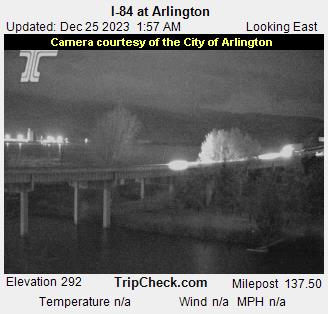 I-84 at Arlington
Updated: Dec 25 2023 1:57 AM Looking East
Camera courtesy of the City of Arlington
Elevation 292 TripCheck.com Milepost 137.50
Temperature n/a Wind n/a MPH n/a